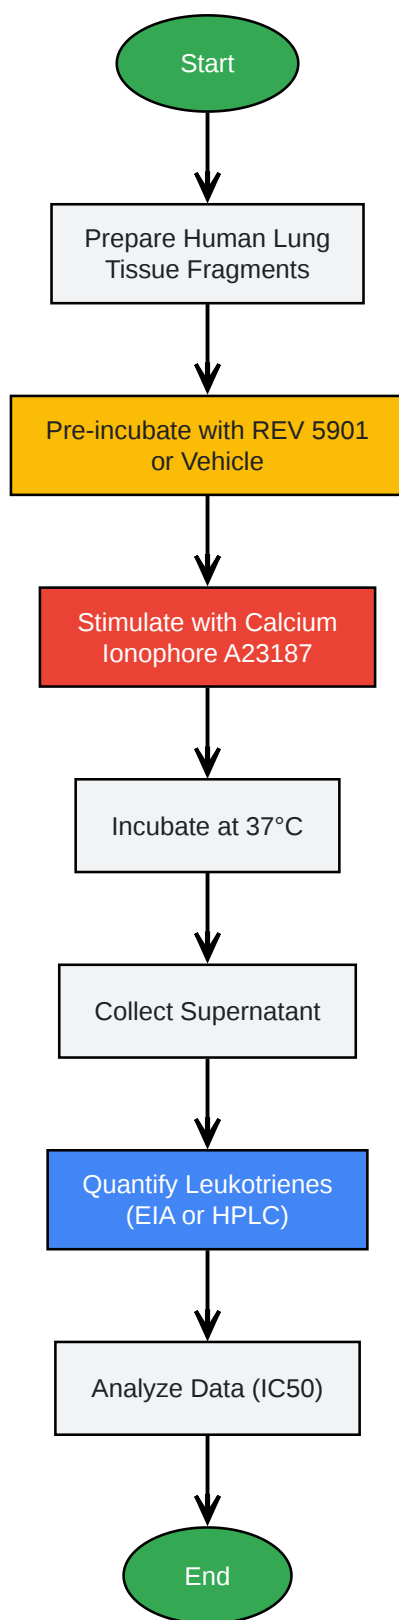 Start
Prepare Human Lung
Tissue Fragments
Pre-incubate with REV 5901
or Vehicle
Stimulate with Calcium
Ionophore A23187
Incubate at 37°C
Collect Supernatant
Quantify Leukotrienes
(EIA or HPLC)
Analyze Data (IC50)
End